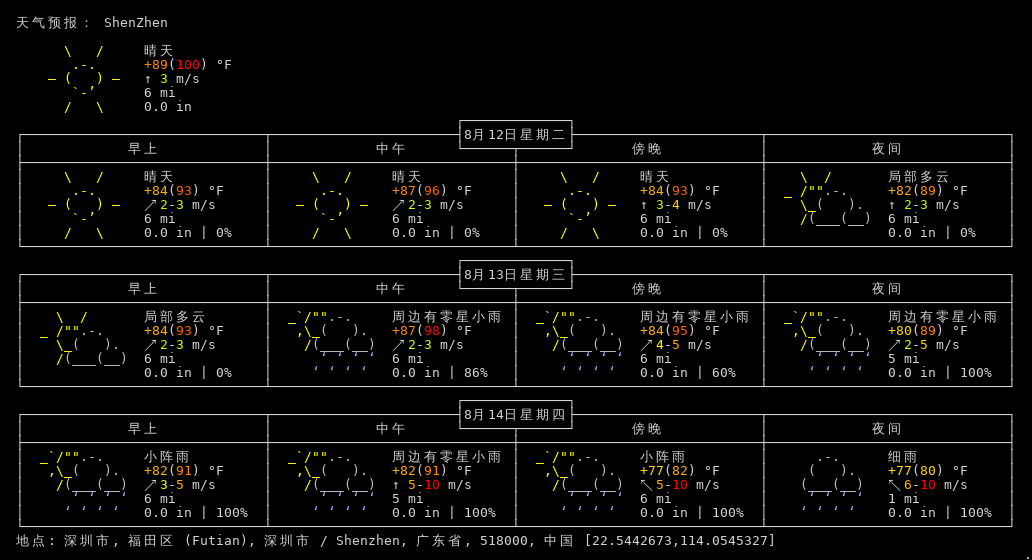 天气预报： ShenZhen
晴天
+89(100) °F
↑ 3 m/s
6 mi
0.0 in
8月12日星期二
早上 中午 傍晚 夜间
晴天 晴天 晴天 局部多云
+84(93) °F +87(96) °F +84(93) °F +82(89) °F
↗ 2-3 m/s ↗ 2-3 m/s ↑ 3-4 m/s ↑ 2-3 m/s
6 mi 6 mi 6 mi 6 mi
0.0 in | 0% 0.0 in | 0% 0.0 in | 0% 0.0 in | 0%
8月13日星期三
早上 中午 傍晚 夜间
局部多云 周边有零星小雨 周边有零星小雨 周边有零星小雨
+84(93) °F +87(98) °F +84(95) °F +80(89) °F
↗ 2-3 m/s ↗ 2-3 m/s ↗ 4-5 m/s ↗ 2-5 m/s
6 mi 6 mi 6 mi 5 mi
0.0 in | 0% 0.0 in | 86% 0.0 in | 60% 0.0 in | 100%
8月14日星期四
早上 中午 傍晚 夜间
小阵雨 周边有零星小雨 小阵雨 细雨
+82(91) °F +82(91) °F +77(82) °F +77(80) °F
↗ 3-5 m/s ↑ 5-10 m/s ↖ 5-10 m/s ↖ 6-10 m/s
6 mi 5 mi 6 mi 1 mi
0.0 in | 100% 0.0 in | 100% 0.0 in | 100% 0.0 in | 100%
地点: 深圳市, 福田区 (Futian), 深圳市 / Shenzhen, 广东省, 518000, 中国 [22.5442673,114.0545327]